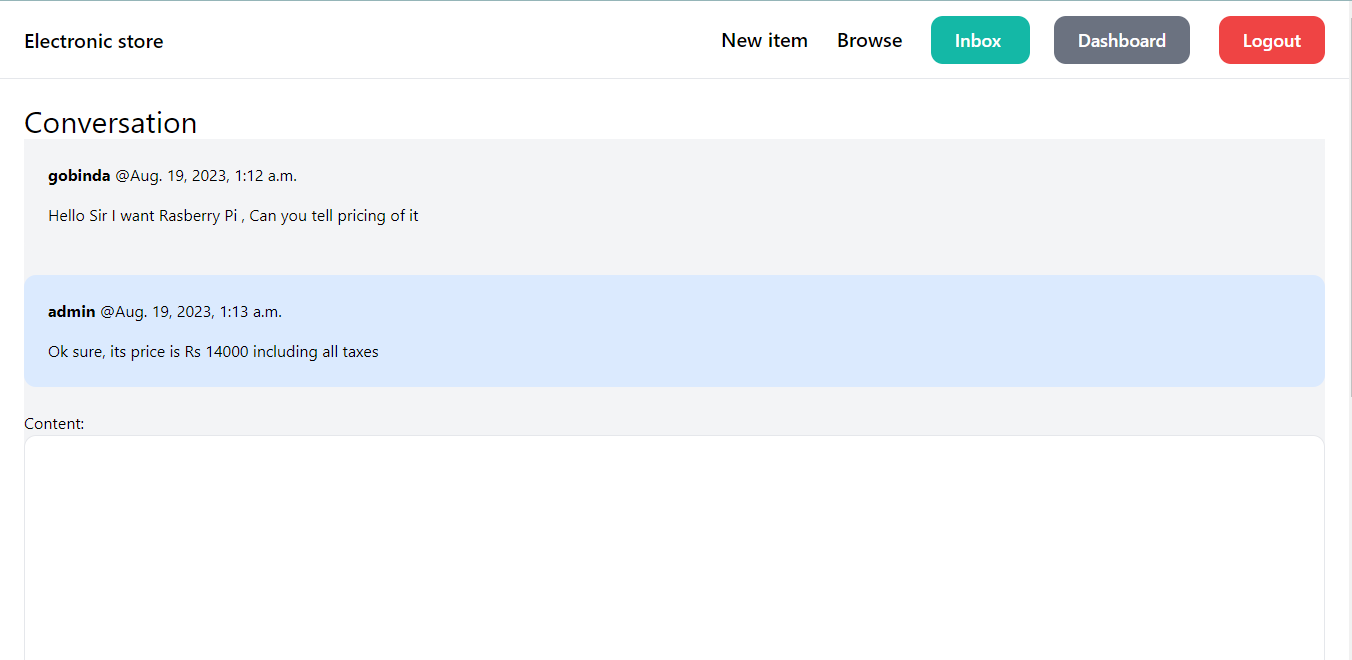 Electronic store
New item Browse Inbox Dashboard Logout
Conversation
gobinda @Aug. 19, 2023, 1:12 a.m.
Hello Sir I want Rasberry Pi , Can you tell pricing of it
admin @Aug. 19, 2023, 1:13 a.m.
Ok sure, its price is Rs 14000 including all taxes
Content: